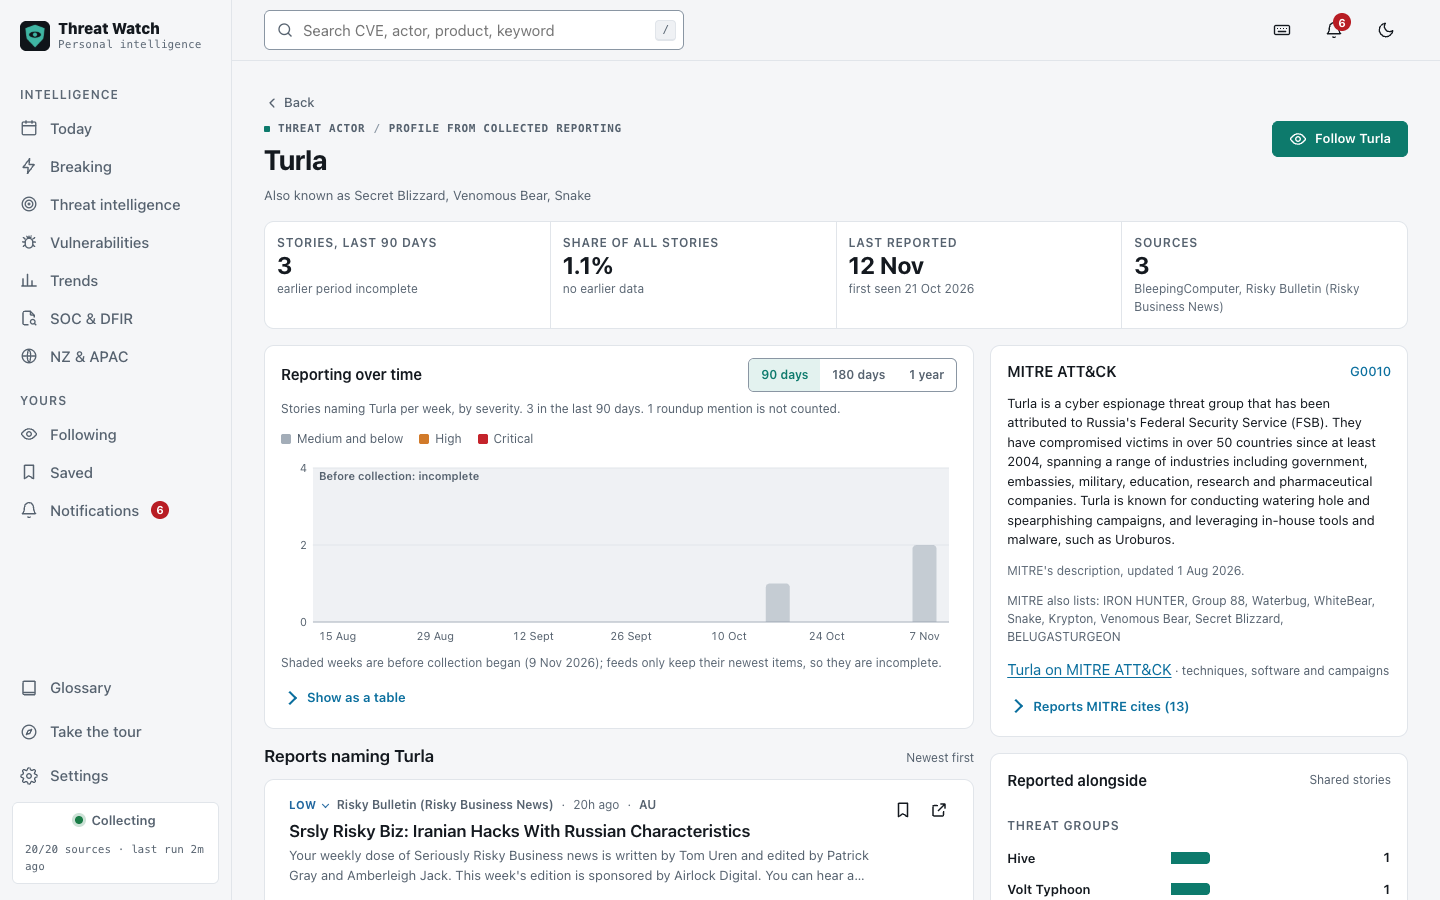 Threat Watch
Personal intelligence
Search CVE, actor, product, keyword
/
6
INTELLIGENCE
Today
Breaking
Threat intelligence
Vulnerabilities
Trends
SOC & DFIR
NZ & APAC
YOURS
Following
Saved
Notifications 6
Glossary
Take the tour
Settings
Collecting
20/20 sources · last run 2m
ago
Back
THREAT ACTOR / PROFILE FROM COLLECTED REPORTING
Turla
Also known as Secret Blizzard, Venomous Bear, Snake
Follow Turla
STORIES, LAST 90 DAYS
3
earlier period incomplete
SHARE OF ALL STORIES
1.1%
no earlier data
LAST REPORTED
12 Nov
first seen 21 Oct 2026
SOURCES
3
BleepingComputer, Risky Bulletin (Risky
Business News)
Reporting over time
90 days 180 days 1 year
Stories naming Turla per week, by severity. 3 in the last 90 days. 1 roundup mention is not counted.
Medium and below High Critical
Before collection: incomplete
4
2
0
15 Aug 29 Aug 12 Sept 26 Sept 10 Oct 24 Oct 7 Nov
Shaded weeks are before collection began (9 Nov 2026); feeds only keep their newest items, so they are incomplete.
Show as a table
Reports naming Turla
Newest first
LOW Risky Bulletin (Risky Business News) · 20h ago · AU
Srsly Risky Biz: Iranian Hacks With Russian Characteristics
Your weekly dose of Seriously Risky Business news is written by Tom Uren and edited by Patrick
Gray and Amberleigh Jack. This week's edition is sponsored by Airlock Digital. You can hear a...
MITRE ATT&CK
G0010
Turla is a cyber espionage threat group that has been
attributed to Russia's Federal Security Service (FSB). They
have compromised victims in over 50 countries since at least
2004, spanning a range of industries including government,
embassies, military, education, research and pharmaceutical
companies. Turla is known for conducting watering hole and
spearphishing campaigns, and leveraging in-house tools and
malware, such as Uroburos.
MITRE's description, updated 1 Aug 2026.
MITRE also lists: IRON HUNTER, Group 88, Waterbug, WhiteBear,
Snake, Krypton, Venomous Bear, Secret Blizzard,
BELUGASTURGEON
Turla on MITRE ATT&CK · techniques, software and campaigns
Reports MITRE cites (13)
Reported alongside
Shared stories
THREAT GROUPS
Hive 1
Volt Typhoon 1